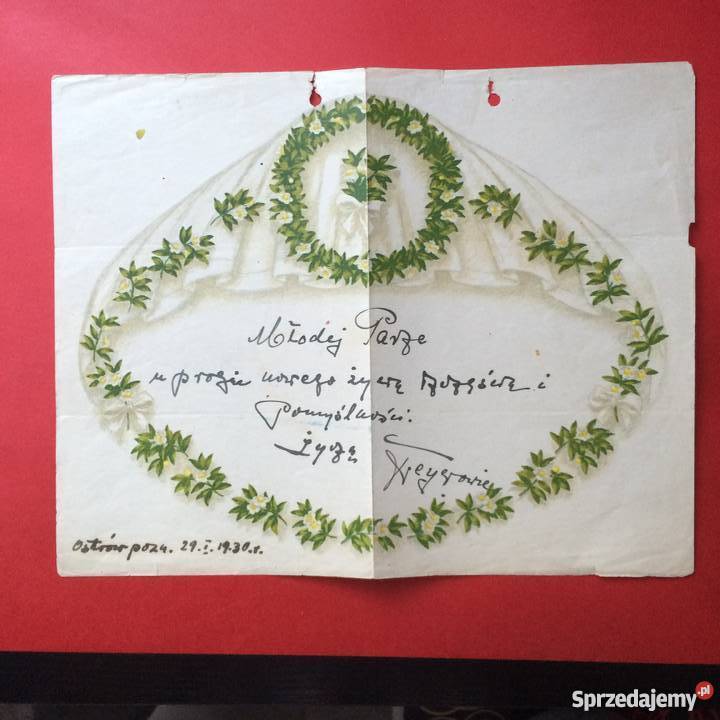 Młodej Parze
u progu nowego życia szczęścia i
Pomyślności.
Życzą
Ostrów pozn. 29.I.1930.r.
Sprzedajemy.pl